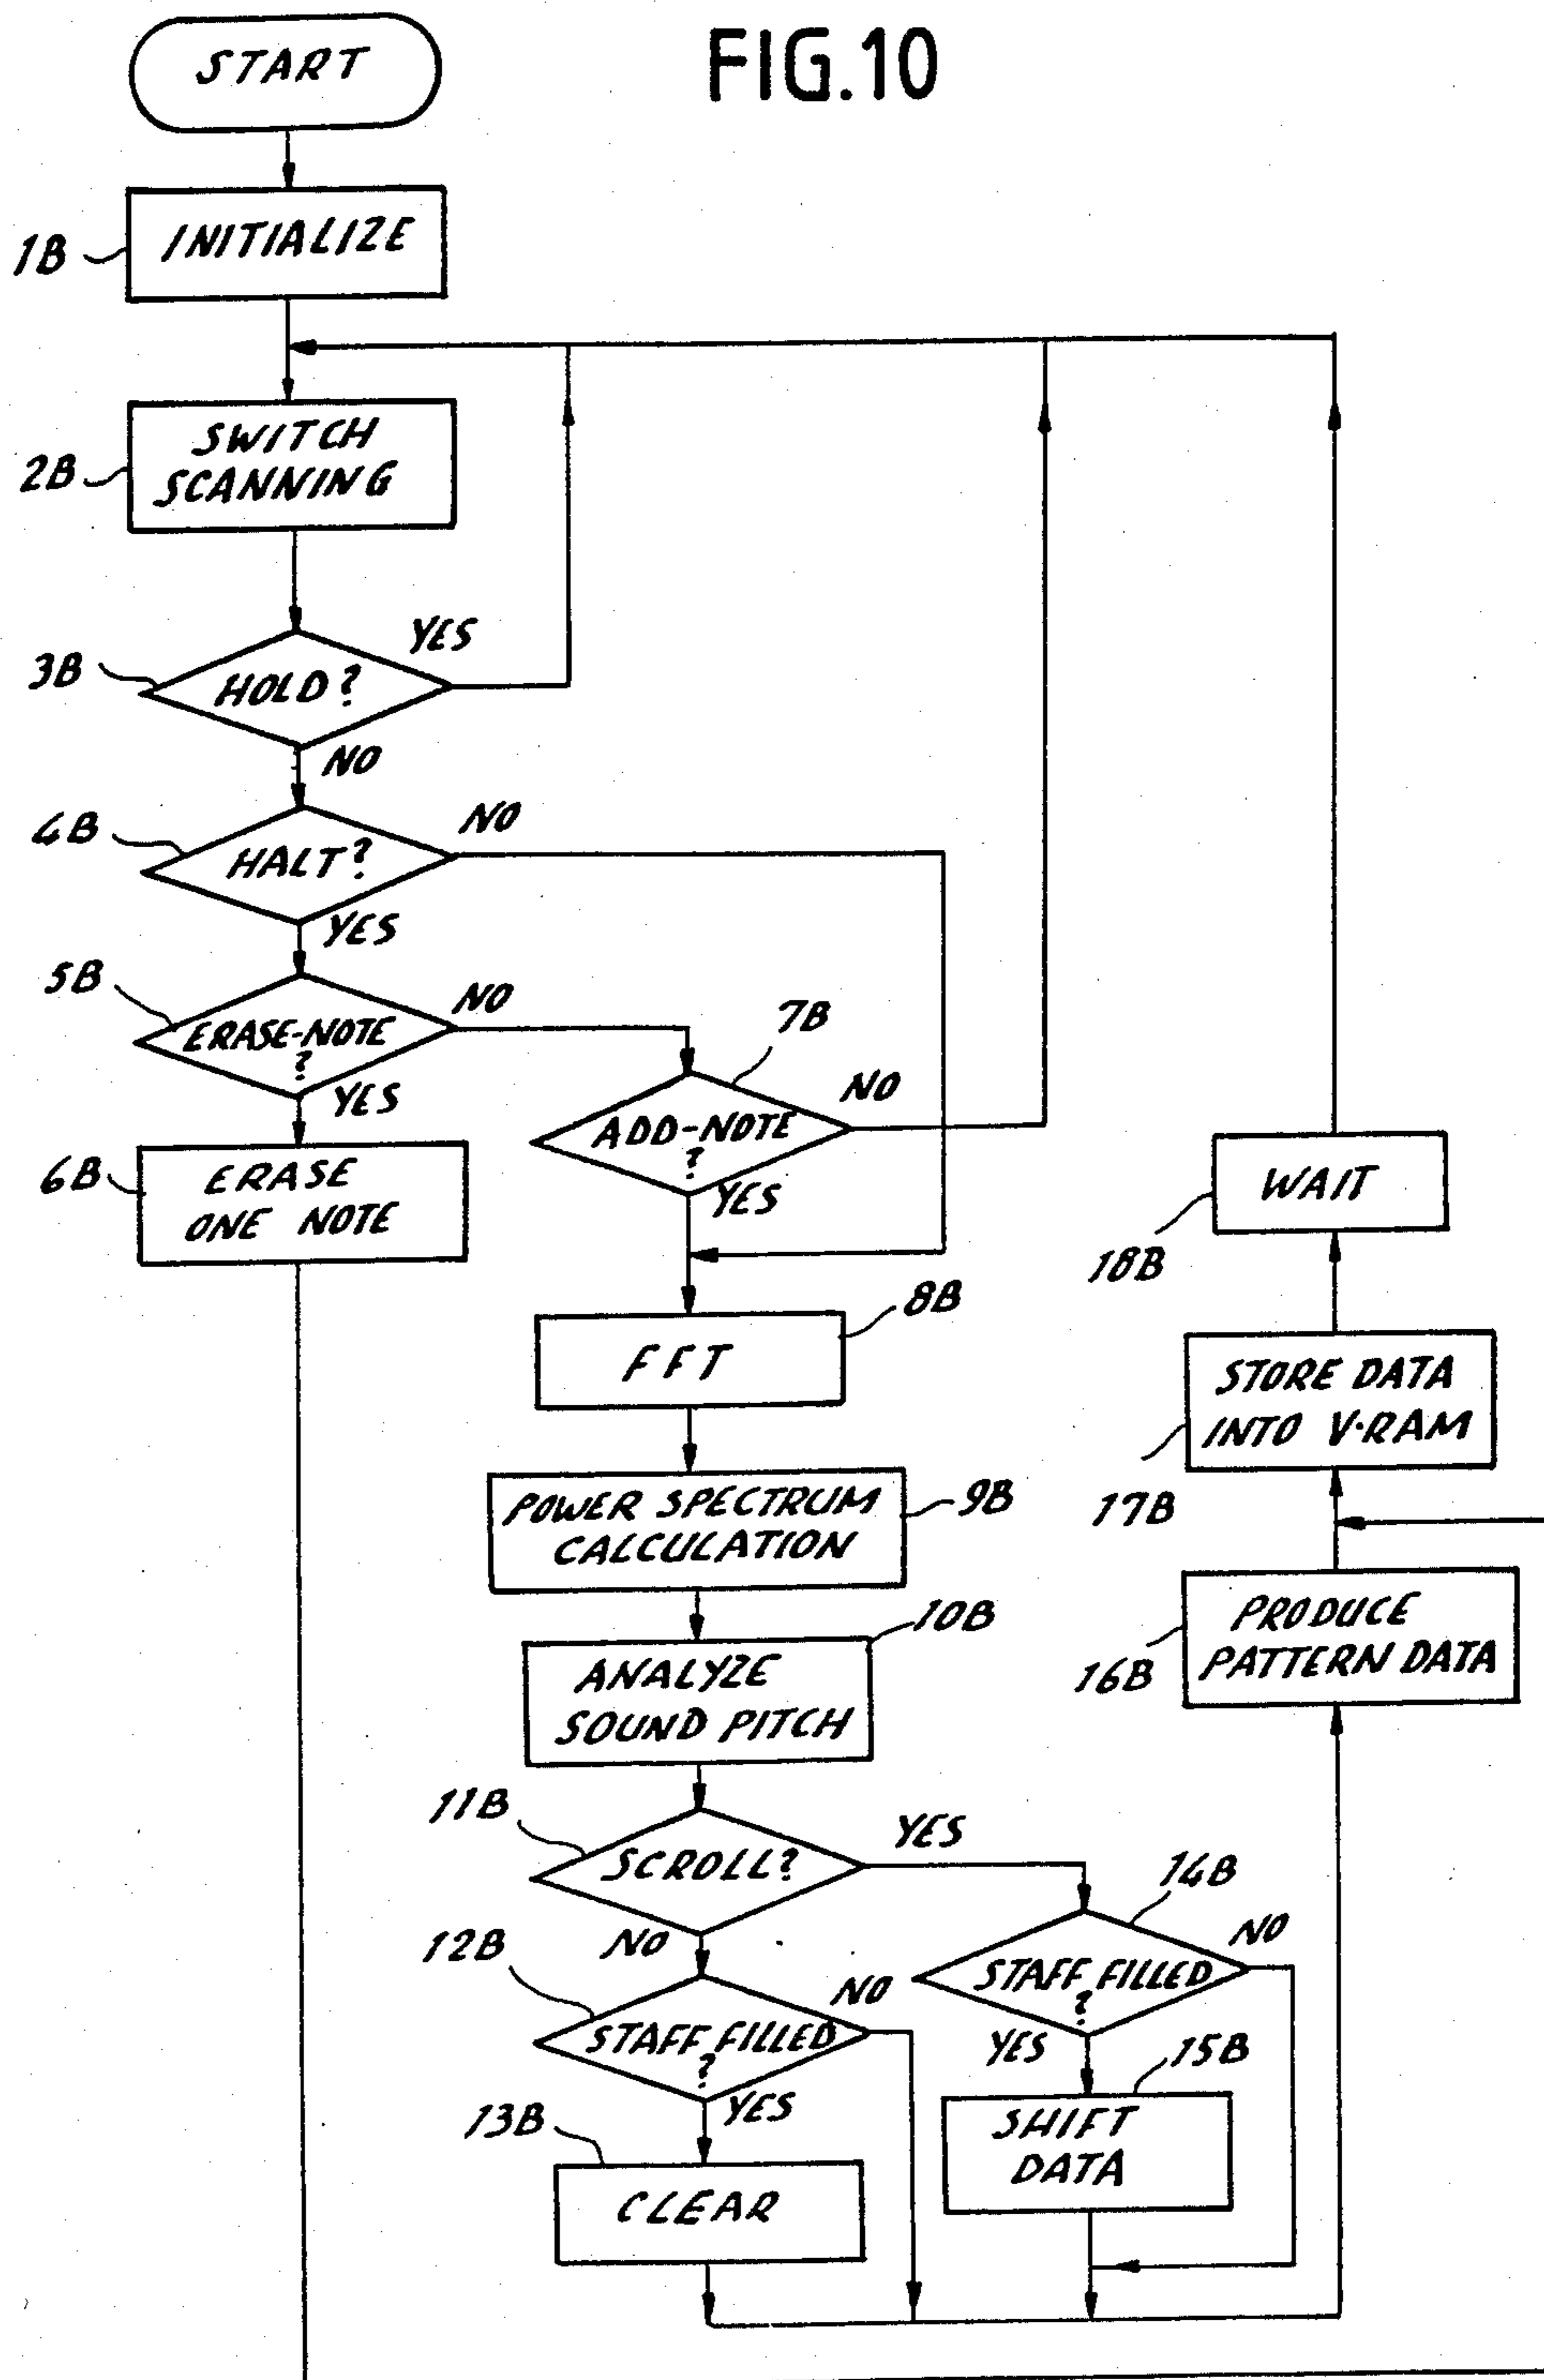 FIG.10
START
1B
INITIALIZE
2B
SWITCH
SCANNING
3B
HOLD?
YES
NO
4B
HALT?
NO
YES
5B
ERASE-NOTE
?
NO
YES
6B
ERASE
ONE NOTE
7B
ADD-NOTE
?
NO
YES
8B
FFT
9B
POWER SPECTRUM
CALCULATION
10B
ANALYZE
SOUND PITCH
11B
SCROLL?
YES
NO
12B
STAFF FILLED
?
NO
YES
13B
CLEAR
14B
STAFF FILLED
?
NO
YES
15B
SHIFT
DATA
16B
PRODUCE
PATTERN DATA
17B
STORE DATA
INTO V·RAM
18B
WAIT